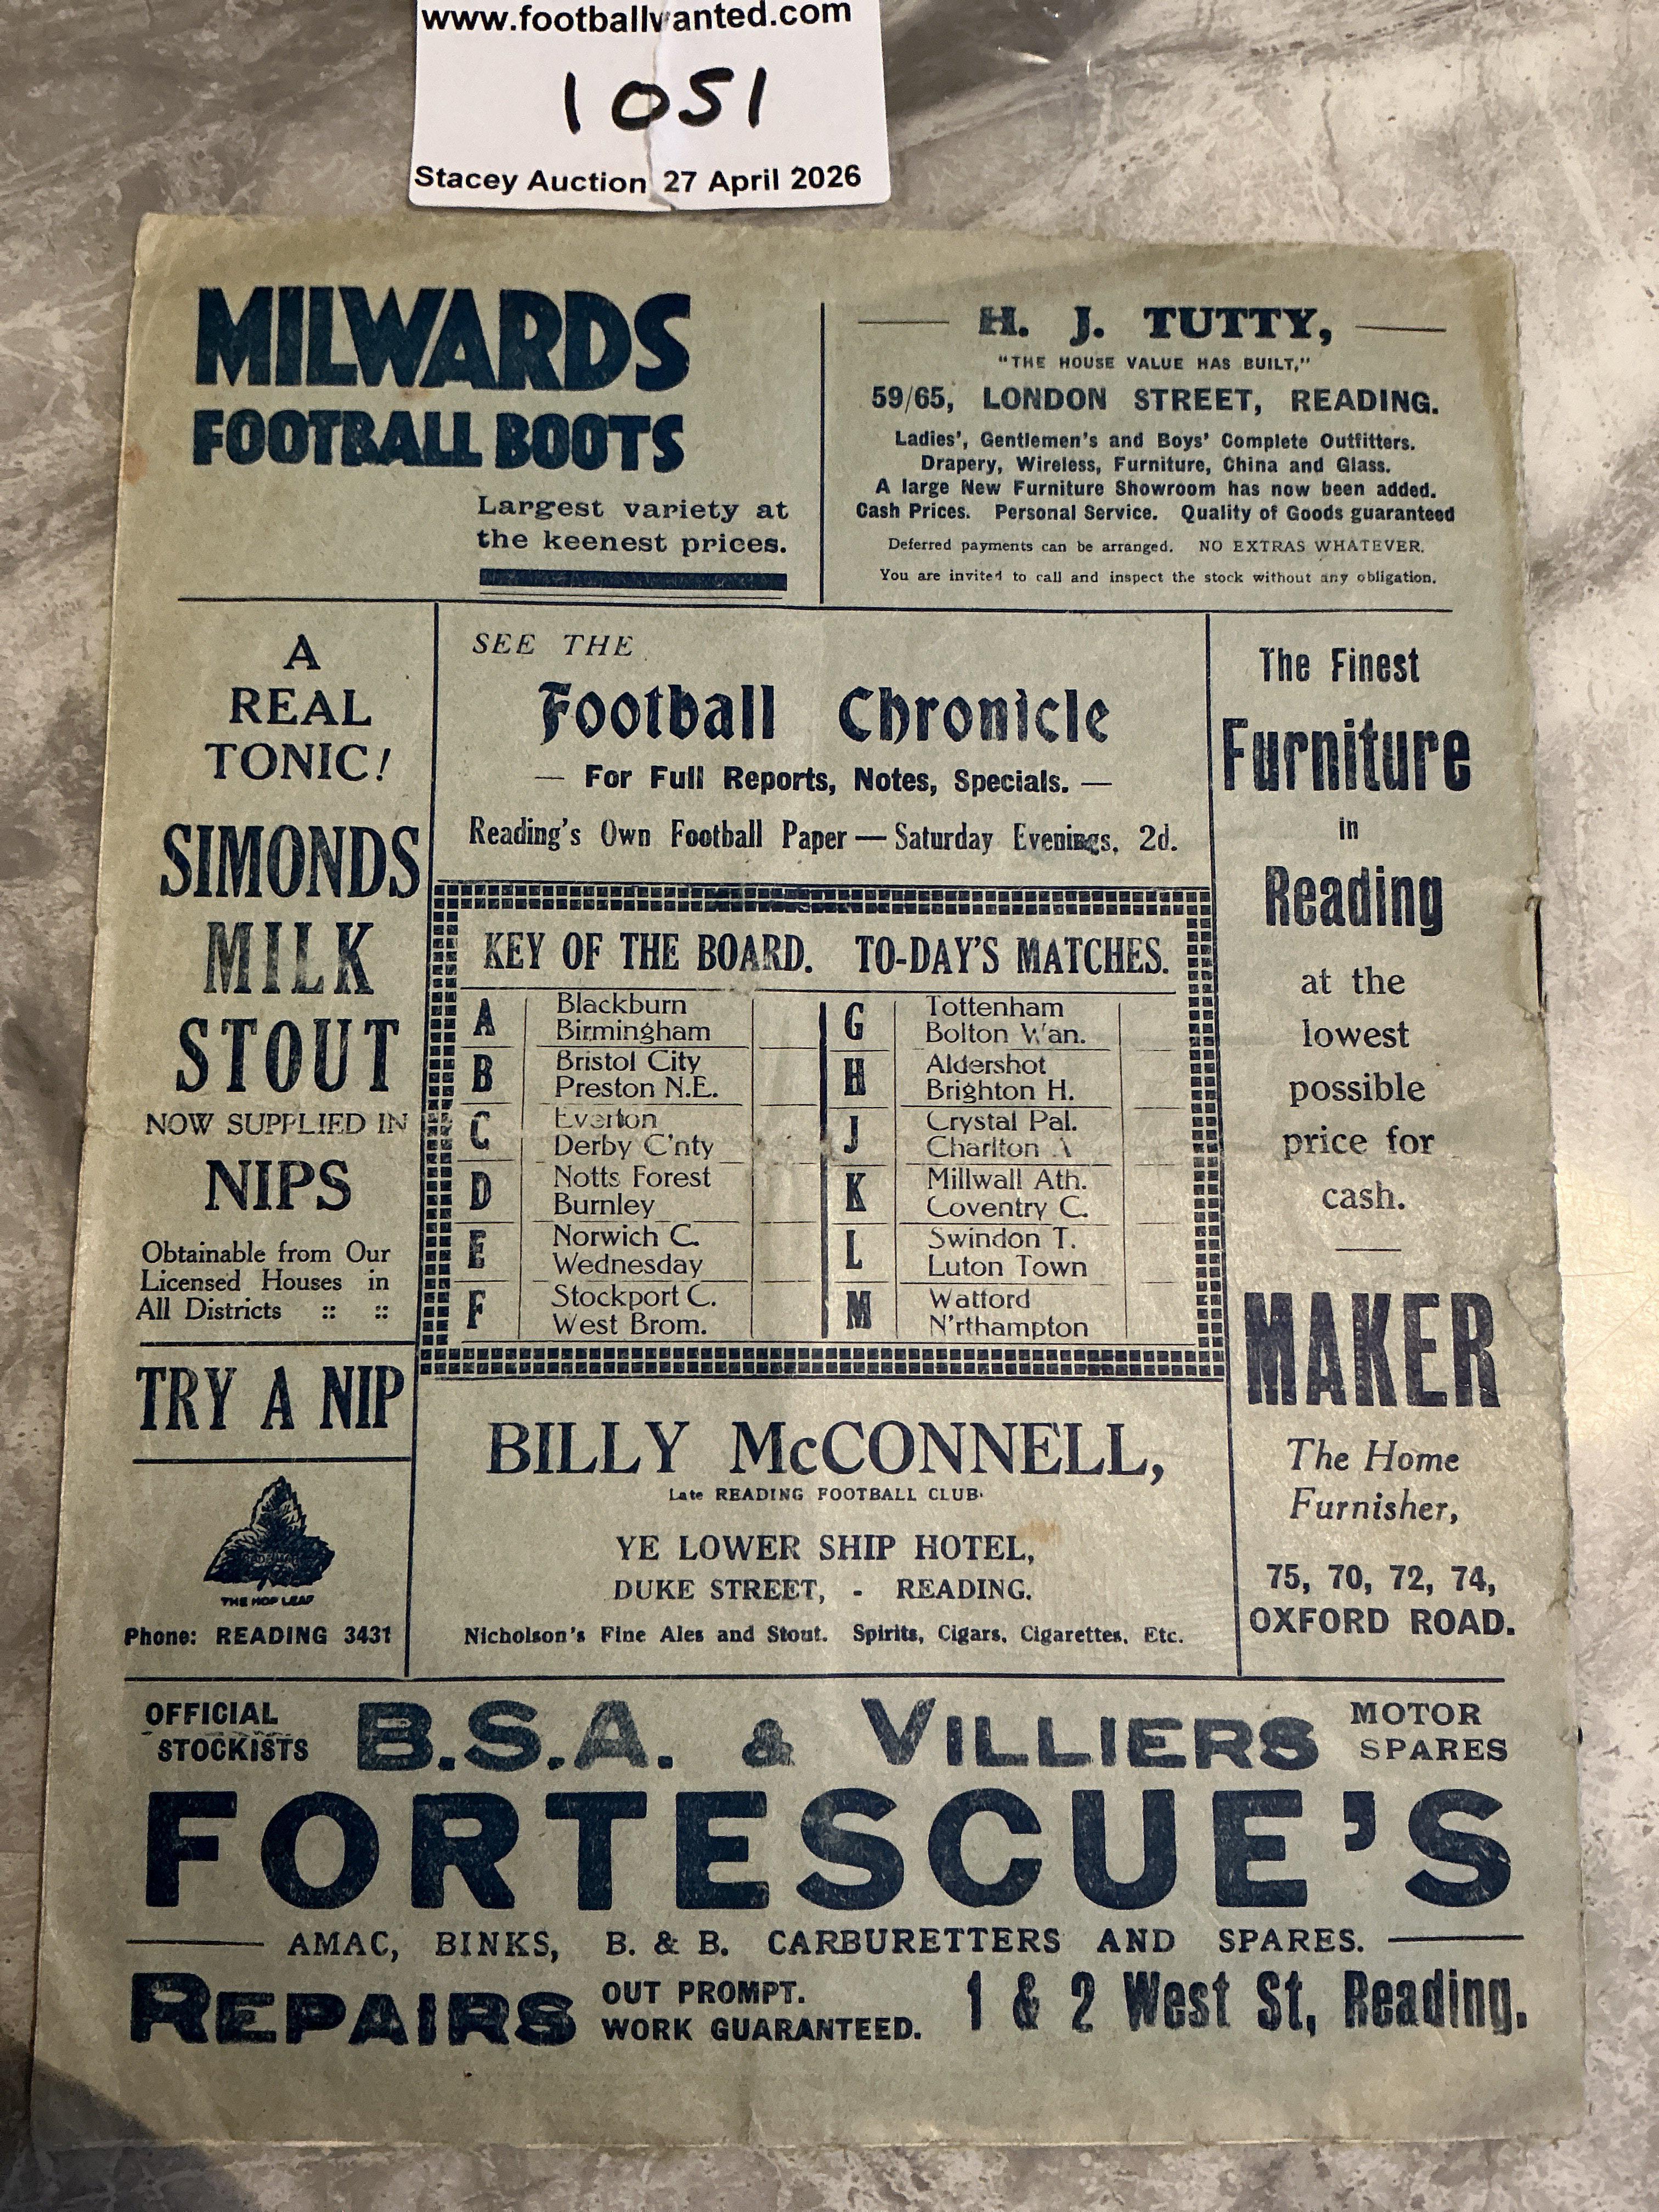 www.footballwanted.com
1051
Stacey Auction 27 April 2026
MILWARDS
FOOTBALL BOOTS
Largest variety at
the keenest prices.
H. J. TUTTY,
"THE HOUSE VALUE HAS BUILT,"
59/65, LONDON STREET, READING.
Ladies', Gentlemen's and Boys' Complete Outfitters.
Drapery, Wireless, Furniture, China and Glass.
A large New Furniture Showroom has now been added.
Cash Prices. Personal Service. Quality of Goods guaranteed
Deferred payments can be arranged. NO EXTRAS WHATEVER.
You are invited to call and inspect the stock without any obligation.
A
REAL
TONIC!
SIMONDS
MILK
STOUT
NOW SUPPLIED IN
NIPS
Obtainable from Our
Licensed Houses in
All Districts :: ::
TRY A NIP
THE HOP LEAF
Phone: READING 3431
SEE THE
Football Chronicle
— For Full Reports, Notes, Specials. —
Reading's Own Football Paper — Saturday Evenings, 2d.
KEY OF THE BOARD. TO-DAY'S MATCHES.
A Blackburn
Birmingham
B Bristol City
Preston N.E.
C Everton
Derby C'nty
D Notts Forest
Burnley
E Norwich C.
Wednesday
F Stockport C.
West Brom.
G Tottenham
Bolton Wan.
H Aldershot
Brighton H.
J Crystal Pal.
Charlton A
K Millwall Ath.
Coventry C.
L Swindon T.
Luton Town
M Watford
N'rthampton
BILLY McCONNELL,
Late READING FOOTBALL CLUB.
YE LOWER SHIP HOTEL,
DUKE STREET, - READING.
Nicholson's Fine Ales and Stout. Spirits, Cigars, Cigarettes, Etc.
The Finest
Furniture
in
Reading
at the
lowest
possible
price for
cash.
MAKER
The Home
Furnisher,
75, 70, 72, 74,
OXFORD ROAD.
OFFICIAL
STOCKISTS
B.S.A. & VILLIERS
MOTOR
SPARES
FORTESCUE'S
AMAC, BINKS, B. & B. CARBURETTERS AND SPARES.
REPAIRS
OUT PROMPT.
WORK GUARANTEED.
1 & 2 West St, Reading.